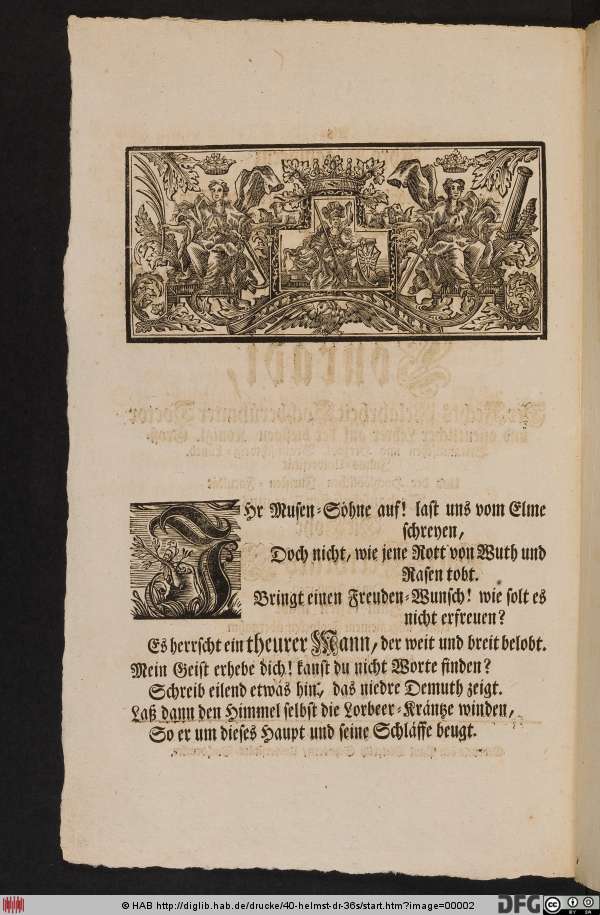 IHr Musen-Söhne auf! last uns vom Elme
schreyen,
Doch nicht, wie jene Rott von Wuth und
Rasen tobt.
Bringt einen Freuden-Wunsch! wie solt es
nicht erfreuen?
Es herrscht ein theurer Mann, der weit und breit belobt.
Mein Geist erhebe dich! kanst du nicht Worte finden?
Schreib eilend etwas hin, das niedre Demuth zeigt.
Laß dann den Himmel selbst die Lorbeer-Kräntze winden,
So er um dieses Haupt und seine Schläffe beugt.
© HAB http://diglib.hab.de/drucke/40-helmst-dr-36s/start.htm?image=00002
DFG